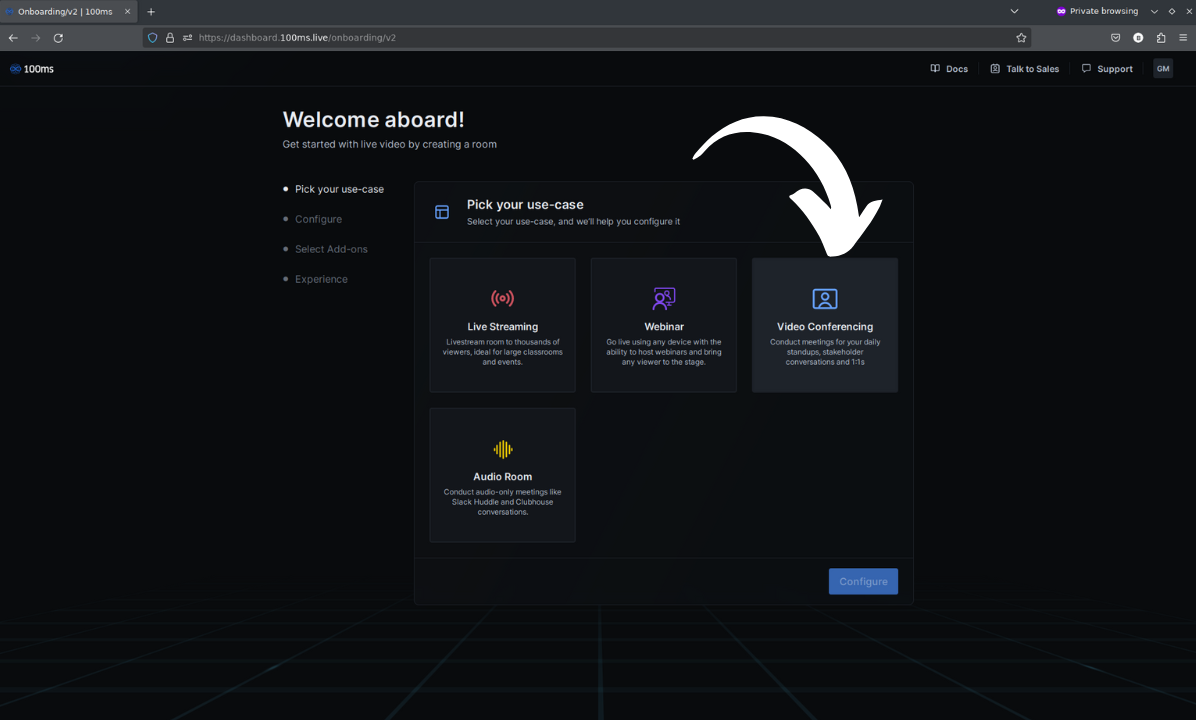 Onboarding/v2 | 100ms
Private browsing
https://dashboard.100ms.live/onboarding/v2
100ms
Docs
Talk to Sales
Support
GM
Welcome aboard!
Get started with live video by creating a room
Pick your use-case
Configure
Select Add-ons
Experience
Pick your use-case
Select your use-case, and we'll help you configure it
Live Streaming
Livestream room to thousands of
viewers, ideal for large classrooms
and events.
Webinar
Go live using any device with the
ability to host webinars and bring
any viewer to the stage.
Video Conferencing
Conduct meetings for your daily
standups, stakeholder
conversations and 1:1s
Audio Room
Conduct audio-only meetings like
Slack Huddle and Clubhouse
conversations.
Configure